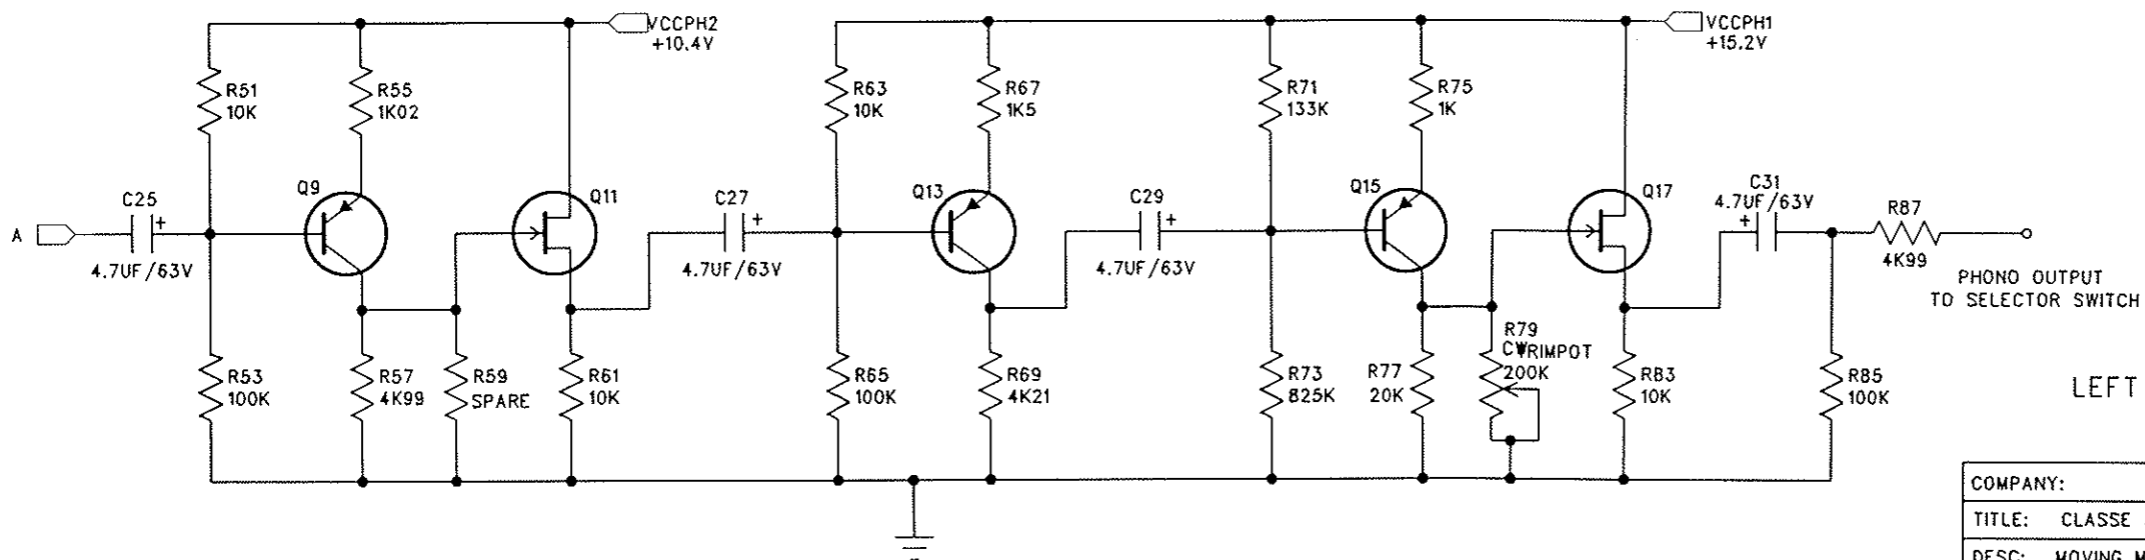 VCCPH2
+10.4V
VCCPH1
+15.2V
R51
10K
R55
1K02
R63
10K
R67
1K5
R71
133K
R75
1K
A
C25
+
4.7UF/63V
Q9
Q11
C27
+
4.7UF/63V
Q13
C29
+
4.7UF/63V
Q15
Q17
C31
4.7UF/63V
+
R87
4K99
PHONO OUTPUT
TO SELECTOR SWITCH
R53
100K
R57
4K99
R59
SPARE
R61
10K
R65
100K
R69
4K21
R73
825K
R77
20K
R79
CW
TRIMPOT
200K
R83
10K
R85
100K
LEFT
COMPANY:
TITLE: CLASSE
DESC: MOVING M